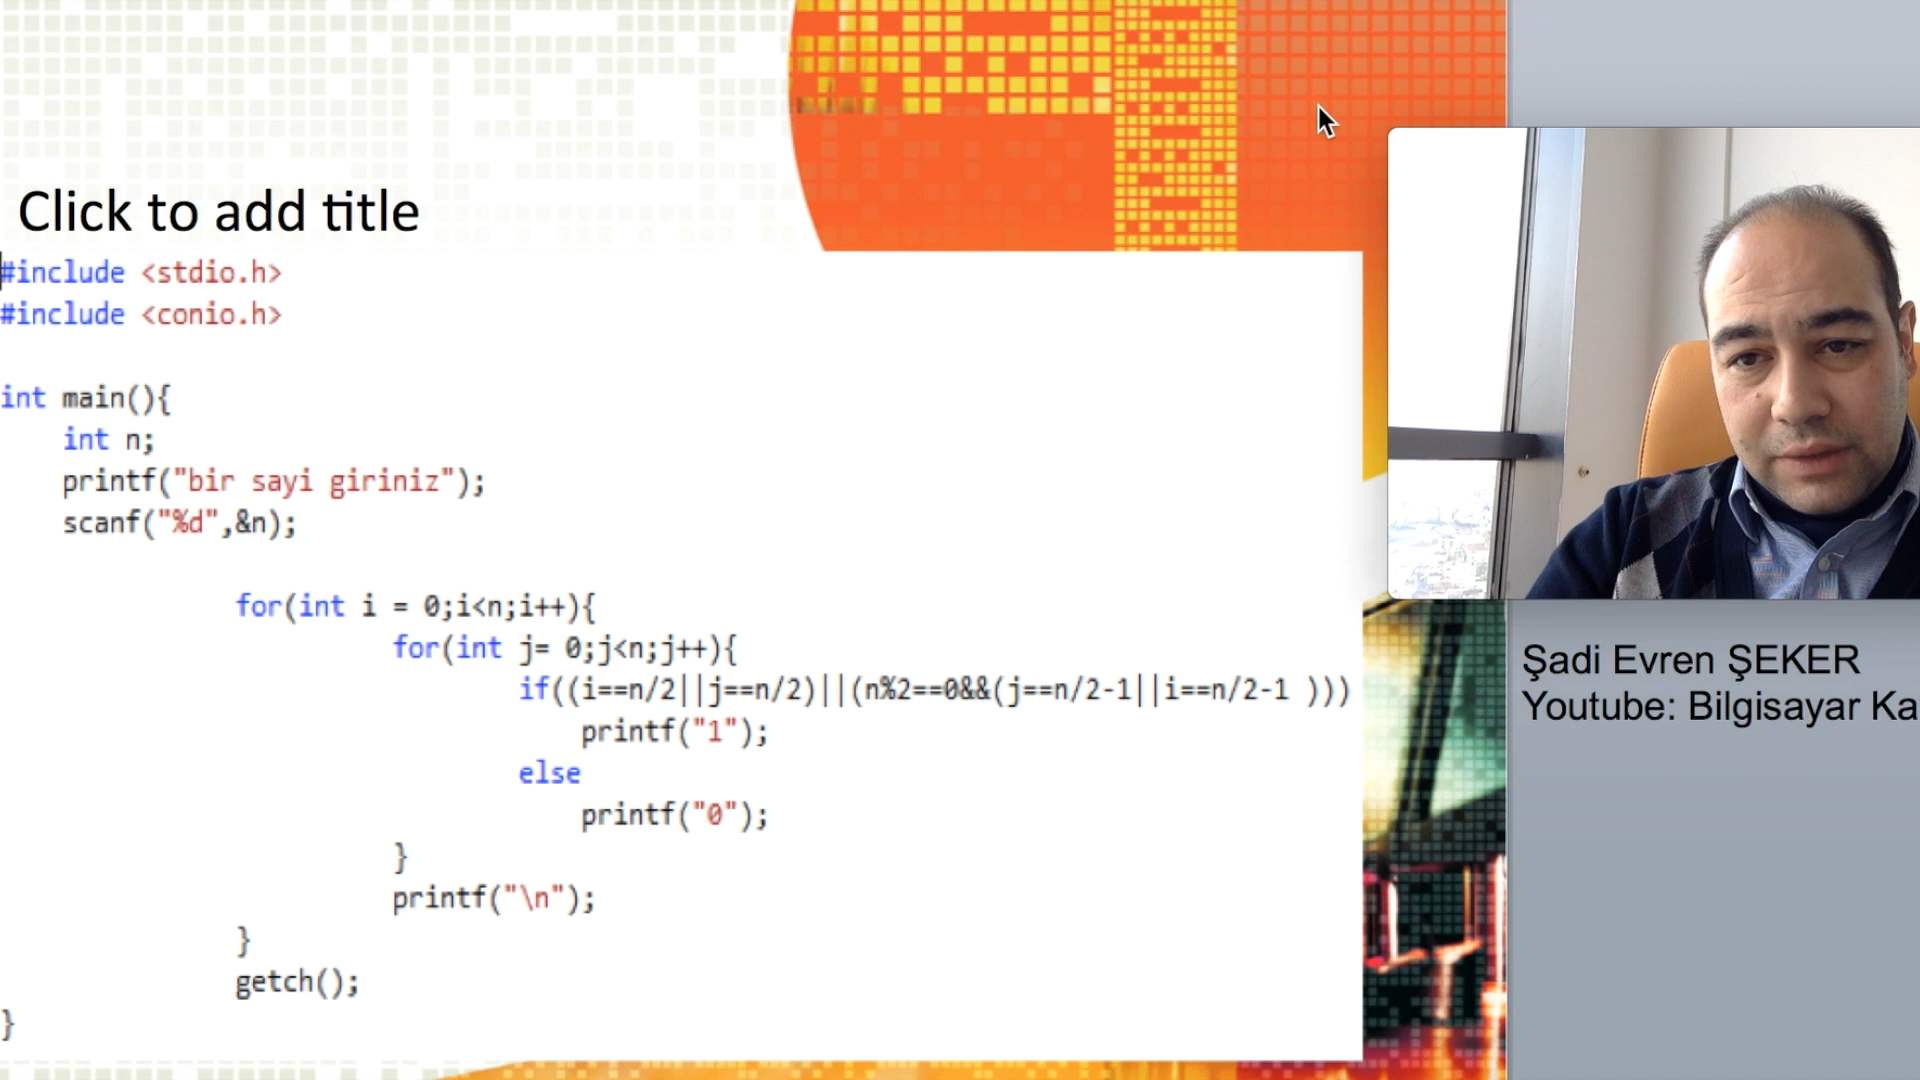 Click to add title
#include <stdio.h>
#include <conio.h>
int main(){
int n;
printf("bir sayi giriniz");
scanf("%d",&n);
for(int i = 0;i<n;i++){
for(int j= 0;j<n;j++){
if((i==n/2||j==n/2)||(n%2==0&&(j==n/2-1||i==n/2-1 )))
printf("1");
else
printf("0");
}
printf("\n");
}
getch();
}
Şadi Evren ŞEKER
Youtube: Bilgisayar Ka